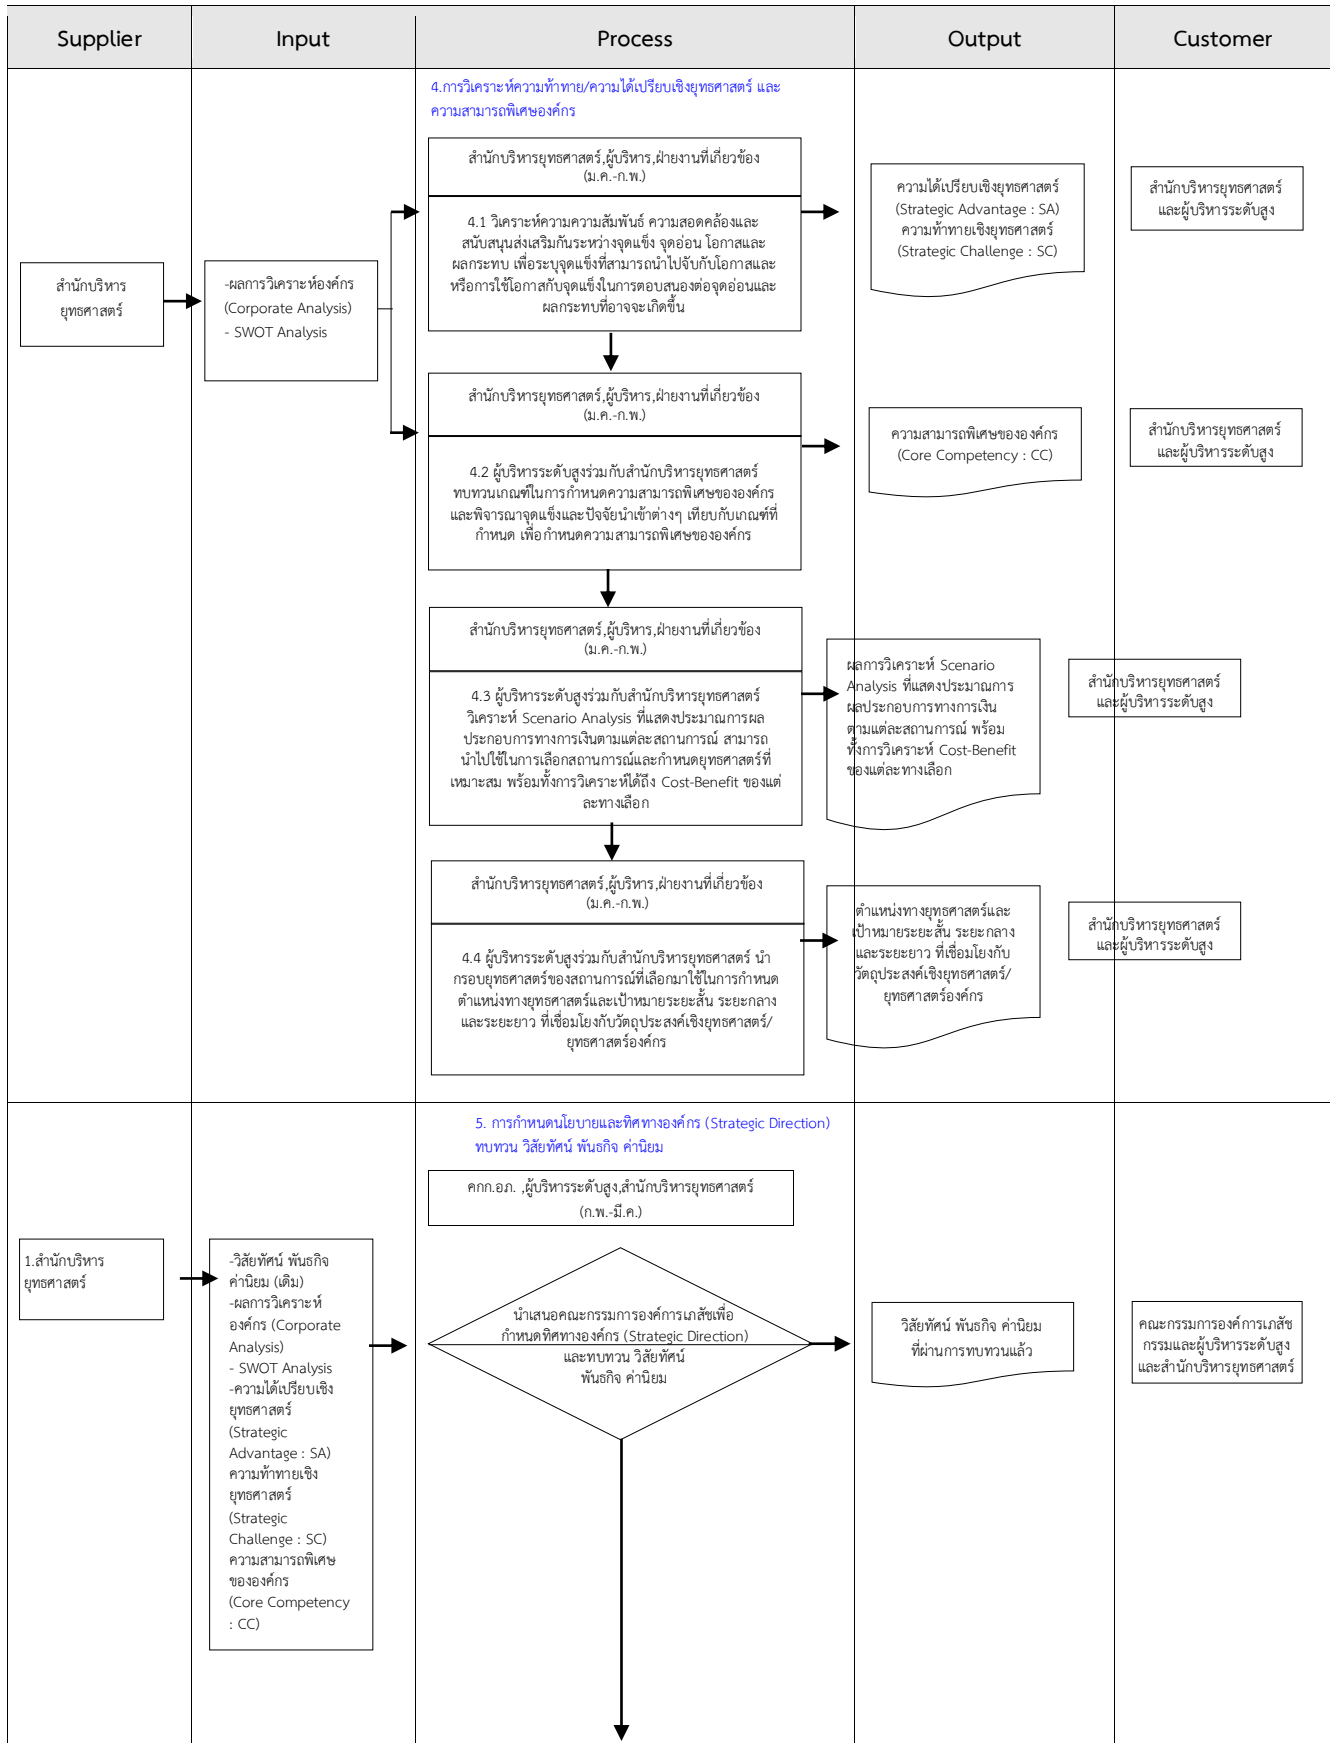 Supplier
Input
Process
Output
Customer
4.การวิเคราะห์ความท้าทาย/ความได้เปรียบเชิงยุทธศาสตร์ และ
ความสามารถพิเศษองค์กร
สำนักบริหาร
ยุทธศาสตร์
-ผลการวิเคราะห์องค์กร
(Corporate Analysis)
- SWOT Analysis
สำนักบริหารยุทธศาสตร์,ผู้บริหาร,ฝ่ายงานที่เกี่ยวข้อง
(ม.ค.-ก.พ.)
4.1 วิเคราะห์ความความสัมพันธ์ ความสอดคล้องและ
สนับสนุนส่งเสริมกันระหว่างจุดแข็ง จุดอ่อน โอกาสและ
ผลกระทบ เพื่อระบุจุดแข็งที่สามารถนำไปจับกับโอกาสและ
หรือการใช้โอกาสกับจุดแข็งในการตอบสนองต่อจุดอ่อนและ
ผลกระทบที่อาจจะเกิดขึ้น
ความได้เปรียบเชิงยุทธศาสตร์
(Strategic Advantage : SA)
ความท้าทายเชิงยุทธศาสตร์
(Strategic Challenge : SC)
สำนักบริหารยุทธศาสตร์
และผู้บริหารระดับสูง
สำนักบริหารยุทธศาสตร์,ผู้บริหาร,ฝ่ายงานที่เกี่ยวข้อง
(ม.ค.-ก.พ.)
4.2 ผู้บริหารระดับสูงร่วมกับสำนักบริหารยุทธศาสตร์
ทบทวนเกณฑ์ในการกำหนดความสามารถพิเศษขององค์กร
และพิจารณาจุดแข็งและปัจจัยนำเข้าต่างๆ เทียบกับเกณฑ์ที่
กำหนด เพื่อกำหนดความสามารถพิเศษขององค์กร
ความสามารถพิเศษขององค์กร
(Core Competency : CC)
สำนักบริหารยุทธศาสตร์
และผู้บริหารระดับสูง
สำนักบริหารยุทธศาสตร์,ผู้บริหาร,ฝ่ายงานที่เกี่ยวข้อง
(ม.ค.-ก.พ.)
4.3 ผู้บริหารระดับสูงร่วมกับสำนักบริหารยุทธศาสตร์
วิเคราะห์ Scenario Analysis ที่แสดงประมาณการผล
ประกอบการทางการเงินตามแต่ละสถานการณ์ สามารถ
นำไปใช้ในการเลือกสถานการณ์และกำหนดยุทธศาสตร์ที่
เหมาะสม พร้อมทั้งการวิเคราะห์ได้ถึง Cost-Benefit ของแต่
ละทางเลือก
ผลการวิเคราะห์ Scenario
Analysis ที่แสดงประมาณการ
ผลประกอบการทางการเงิน
ตามแต่ละสถานการณ์ พร้อม
ทั้งการวิเคราะห์ Cost-Benefit
ของแต่ละทางเลือก
สำนักบริหารยุทธศาสตร์
และผู้บริหารระดับสูง
สำนักบริหารยุทธศาสตร์,ผู้บริหาร,ฝ่ายงานที่เกี่ยวข้อง
(ม.ค.-ก.พ.)
4.4 ผู้บริหารระดับสูงร่วมกับสำนักบริหารยุทธศาสตร์ นำ
กรอบยุทธศาสตร์ของสถานการณ์ที่เลือกมาใช้ในการกำหนด
ตำแหน่งทางยุทธศาสตร์และเป้าหมายระยะสั้น ระยะกลาง
และระยะยาว ที่เชื่อมโยงกับวัตถุประสงค์เชิงยุทธศาสตร์/
ยุทธศาสตร์องค์กร
ตำแหน่งทางยุทธศาสตร์และ
เป้าหมายระยะสั้น ระยะกลาง
และระยะยาว ที่เชื่อมโยงกับ
วัตถุประสงค์เชิงยุทธศาสตร์/
ยุทธศาสตร์องค์กร
สำนักบริหารยุทธศาสตร์
และผู้บริหารระดับสูง
5. การกำหนดนโยบายและทิศทางองค์กร (Strategic Direction)
ทบทวน วิสัยทัศน์ พันธกิจ ค่านิยม
คกก.อภ. ,ผู้บริหารระดับสูง,สำนักบริหารยุทธศาสตร์
(ก.พ.-มี.ค.)
1.สำนักบริหาร
ยุทธศาสตร์
-วิสัยทัศน์ พันธกิจ
ค่านิยม (เดิม)
-ผลการวิเคราะห์
องค์กร (Corporate
Analysis)
- SWOT Analysis
-ความได้เปรียบเชิง
ยุทธศาสตร์
(Strategic
Advantage : SA)
ความท้าทายเชิง
ยุทธศาสตร์
(Strategic
Challenge : SC)
ความสามารถพิเศษ
ขององค์กร
(Core Competency
: CC)
นำเสนอคณะกรรมการองค์การเภสัชเพื่อ
กำหนดทิศทางองค์กร (Strategic Direction)
และทบทวน วิสัยทัศน์
พันธกิจ ค่านิยม
วิสัยทัศน์ พันธกิจ ค่านิยม
ที่ผ่านการทบทวนแล้ว
คณะกรรมการองค์การเภสัช
กรรมและผู้บริหารระดับสูง
และสำนักบริหารยุทธศาสตร์